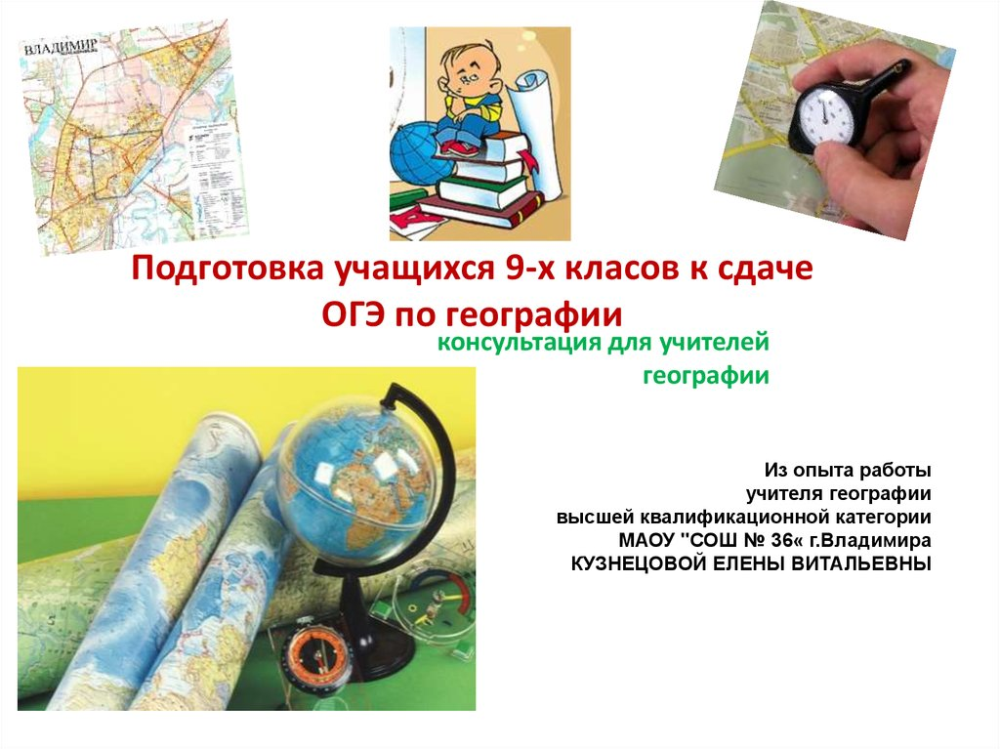 ВЛАДИМИР
Подготовка учащихся 9-х класов к сдаче
ОГЭ по географии
консультация для учителей
географии
Из опыта работы
учителя географии
высшей квалификационной категории
МАОУ "СОШ № 36« г.Владимира
КУЗНЕЦОВОЙ ЕЛЕНЫ ВИТАЛЬЕВНЫ